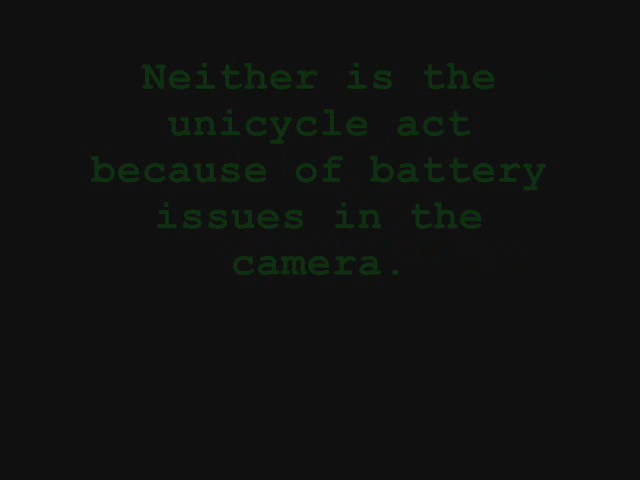 Neither is the
unicycle act
because of battery
issues in the
camera.